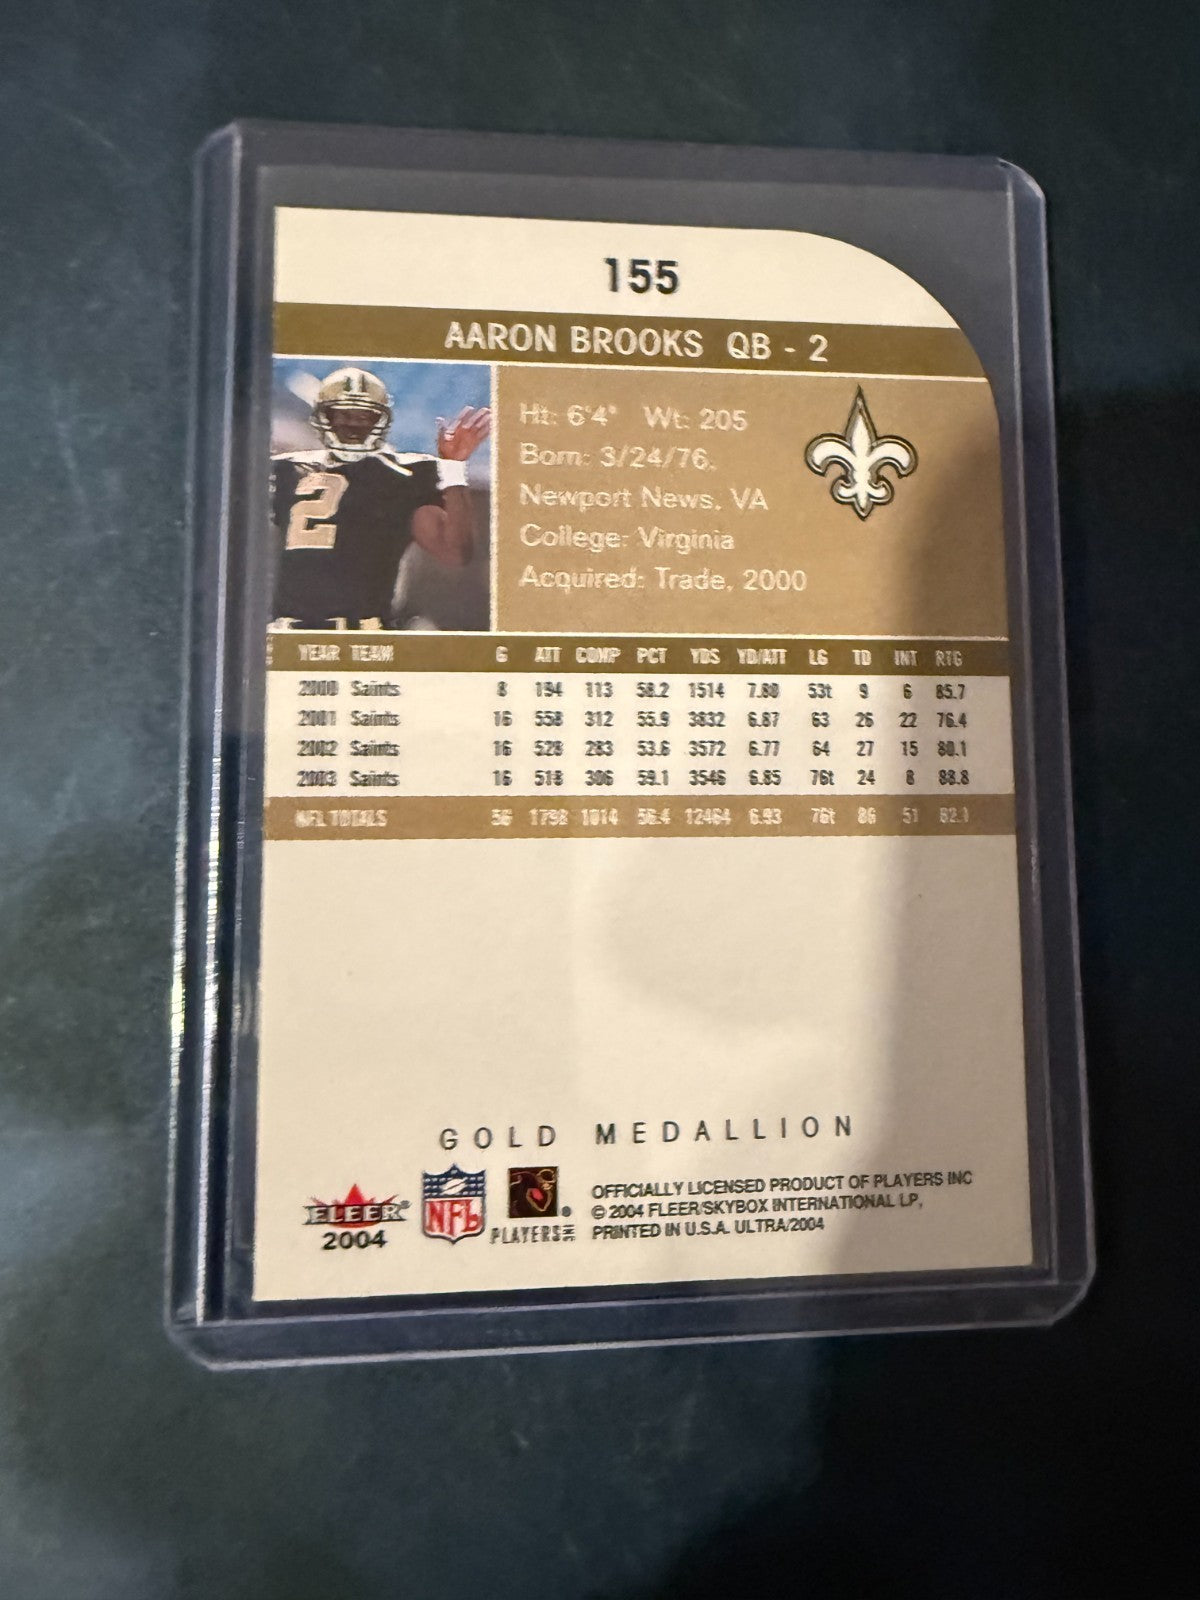 155
AARON BROOKS QB - 2
2
Ht: 6'4" Wt: 205
Born: 3/24/76.
Newport News, VA
College: Virginia
Acquired: Trade, 2000
YEAR TEAM G ATT COMP PCT YDS YD/ATT LG TD INT RTG
2000 Saints 8 194 113 58.2 1514 7.80 53t 9 6 85.7
2001 Saints 16 558 312 55.9 3832 6.87 63 26 22 76.4
2002 Saints 16 528 283 53.6 3572 6.77 64 27 15 80.1
2003 Saints 16 518 306 59.1 3546 6.85 76t 24 8 88.8
NFL TOTALS 56 1798 1014 56.4 12464 6.93 76t 86 51 82.1
GOLD MEDALLION
FLEER®
2004
NFL
PLAYERS INC
OFFICIALLY LICENSED PRODUCT OF PLAYERS INC
© 2004 FLEER/SKYBOX INTERNATIONAL LP,
PRINTED IN U.S.A. ULTRA/2004